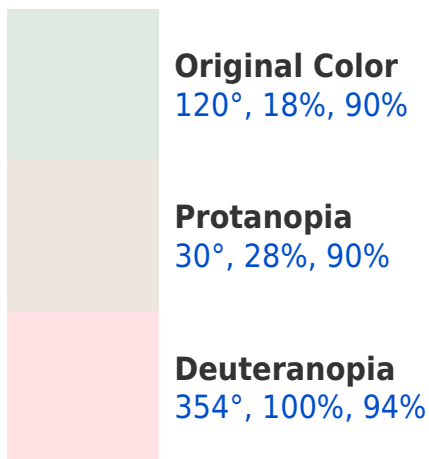 Original Color
120°, 18%, 90%
Protanopia
30°, 28%, 90%
Deuteranopia
354°, 100%, 94%